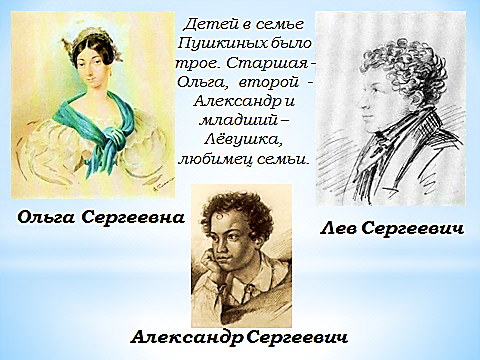 Детей в семье
Пушкиных было
трое. Старшая -
Ольга, второй -
Александр и
младший –
Лёвушка,
любимец семьи.
Ольга Сергеевна
Лев Сергеевич
Александр Сергеевич